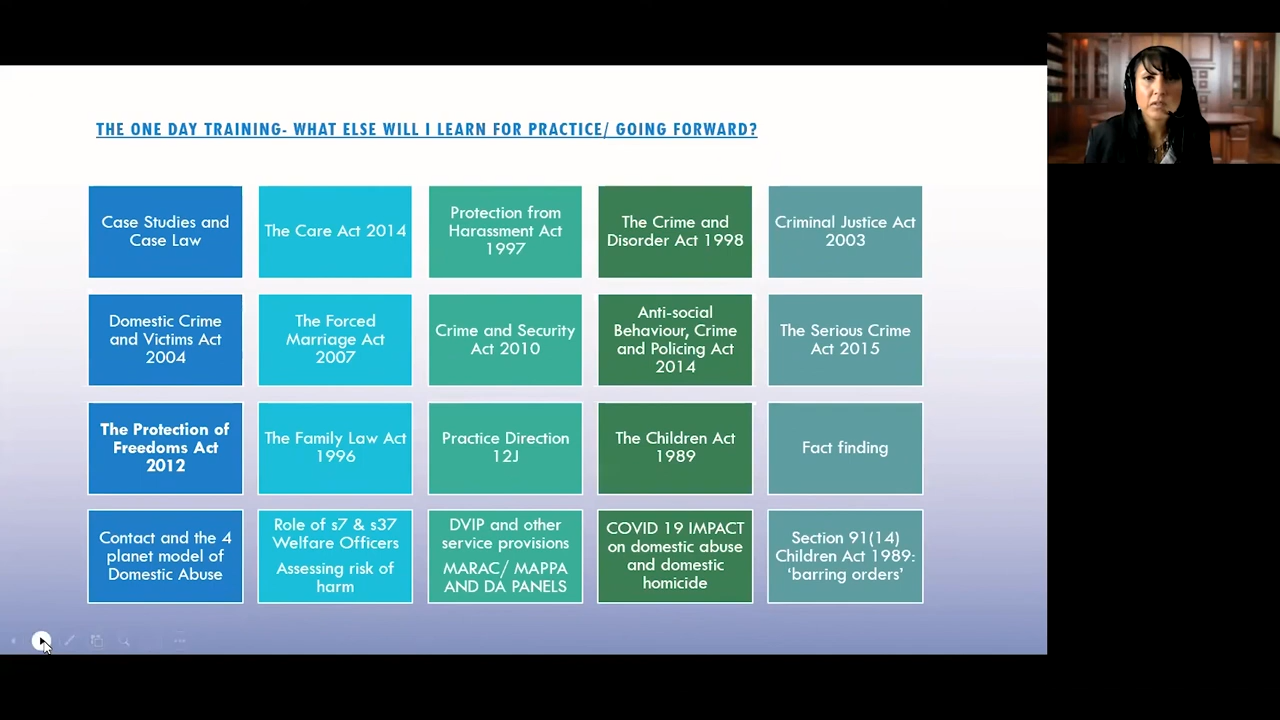 THE ONE DAY TRAINING- WHAT ELSE WILL I LEARN FOR PRACTICE/ GOING FORWARD?
Case Studies and
Case Law
The Care Act 2014
Protection from
Harassment Act
1997
The Crime and
Disorder Act 1998
Criminal Justice Act
2003
Domestic Crime
and Victims Act
2004
The Forced
Marriage Act
2007
Crime and Security
Act 2010
Anti-social
Behaviour, Crime
and Policing Act
2014
The Serious Crime
Act 2015
The Protection of
Freedoms Act
2012
The Family Law Act
1996
Practice Direction
12J
The Children Act
1989
Fact finding
Contact and the 4
planet model of
Domestic Abuse
Role of s7 & s37
Welfare Officers
Assessing risk of
harm
DVIP and other
service provisions
MARAC/ MAPPA
AND DA PANELS
COVID 19 IMPACT
on domestic abuse
and domestic
homicide
Section 91(14)
Children Act 1989:
‘barring orders’